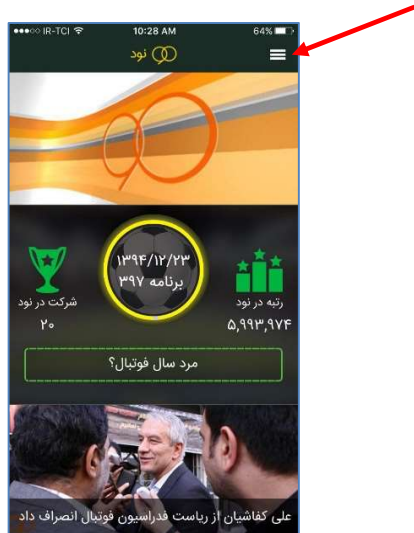 IR-TCI 10:28 AM 64%
نود
90
۱۳۹۴/۱۲/۲۳
برنامه ۳۹۷
رتبه در نود
۵,۹۹۳,۹۷۴
شرکت در نود
۲۰
مرد سال فوتبال؟
علی کفاشیان از ریاست فدراسیون فوتبال انصراف داد